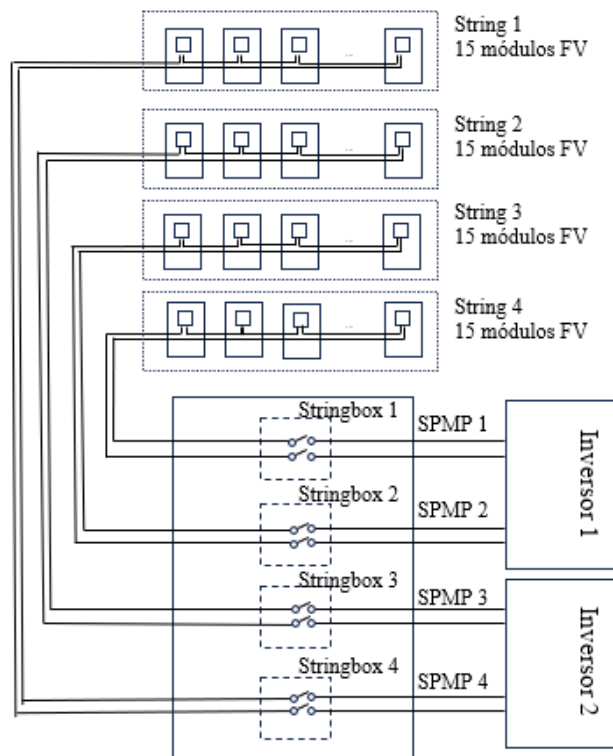 String 1
15 módulos FV
String 2
15 módulos FV
String 3
15 módulos FV
String 4
15 módulos FV
Stringbox 1
SPMP 1
Stringbox 2
SPMP 2
Inversor 1
Stringbox 3
SPMP 3
Stringbox 4
SPMP 4
Inversor 2